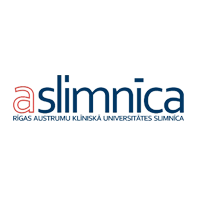 aslimnīca
RĪGAS AUSTRUMU KLĪNISKĀ UNIVERSITĀTES SLIMNĪCA